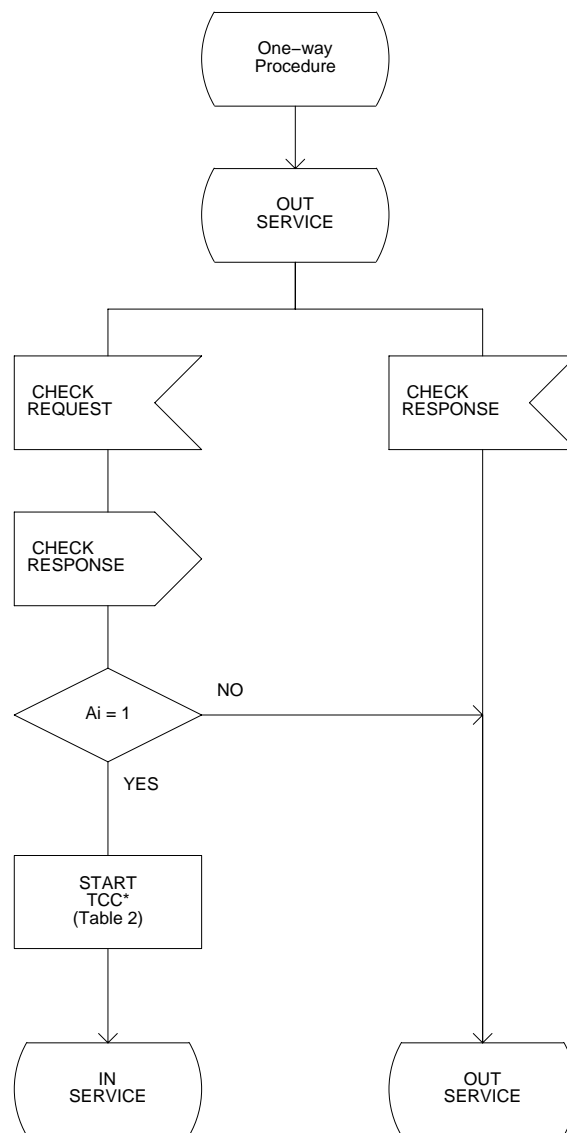 One−way
Procedure
OUT
SERVICE
CHECK
REQUEST
CHECK
RESPONSE
CHECK
RESPONSE
Ai = 1
NO
YES
START
TCC*
(Table 2)
IN
SERVICE
OUT
SERVICE